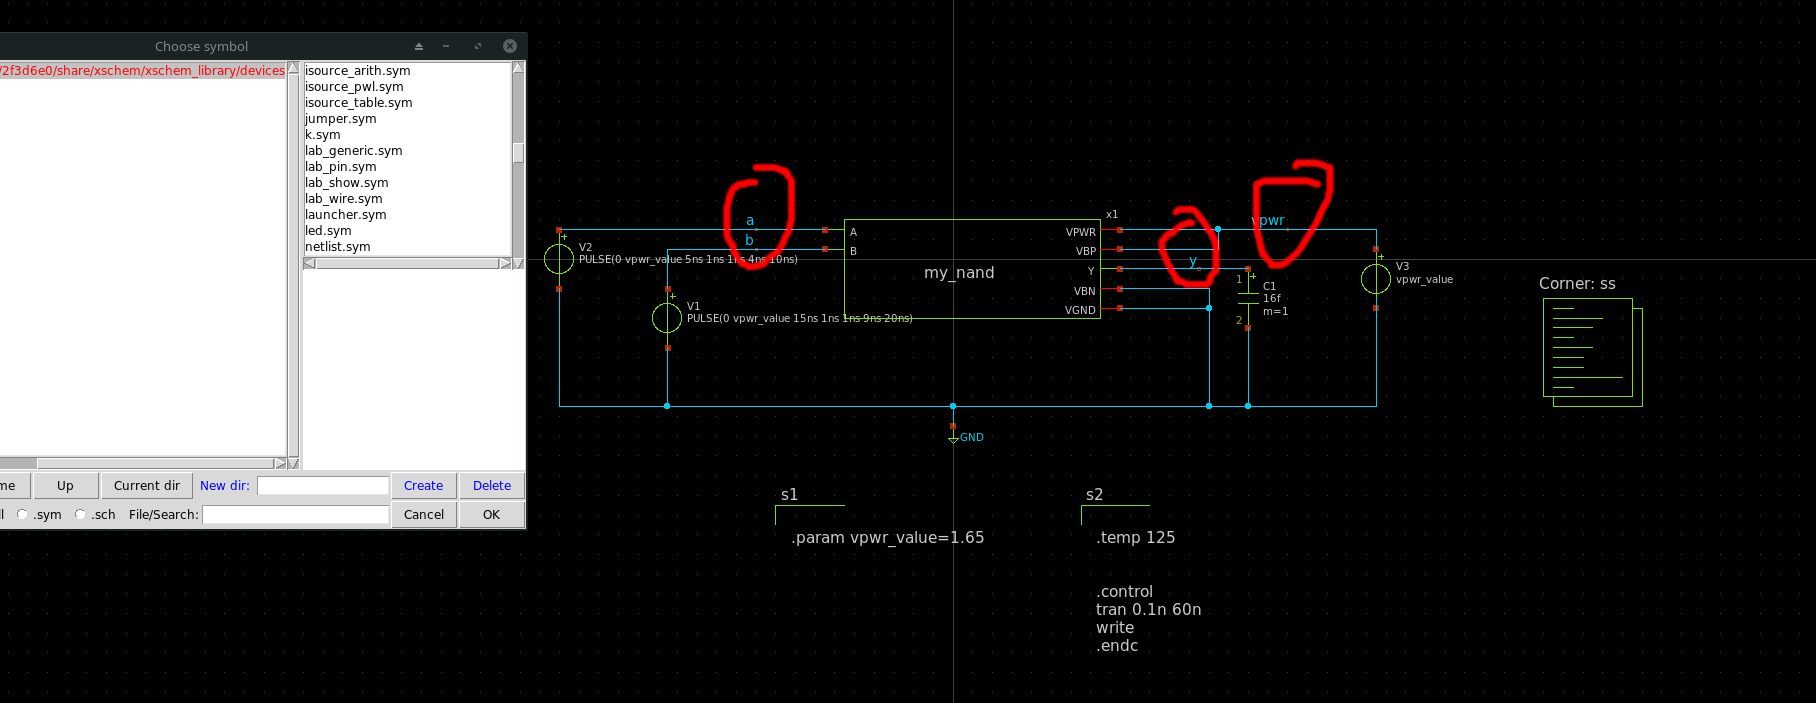 Choose symbol
/2f3d6e0/share/xschem/xschem_library/devices
isource_arith.sym
isource_pwl.sym
isource_table.sym
jumper.sym
k.sym
lab_generic.sym
lab_pin.sym
lab_show.sym
lab_wire.sym
launcher.sym
led.sym
netlist.sym
me Up Current dir New dir: Create Delete
ll .sym .sch File/Search: Cancel OK
a
b
V2
PULSE(0 vpwr_value 5ns 1ns 1ns 4ns 10ns)
V1
PULSE(0 vpwr_value 15ns 1ns 1ns 9ns 20ns)
A
B
my_nand
x1
VPWR
VBP
Y
VBN
VGND
vpwr
y
1
C1
16f
m=1
2
V3
vpwr_value
GND
Corner: ss
s1
.param vpwr_value=1.65
s2
.temp 125
.control
tran 0.1n 60n
write
.endc